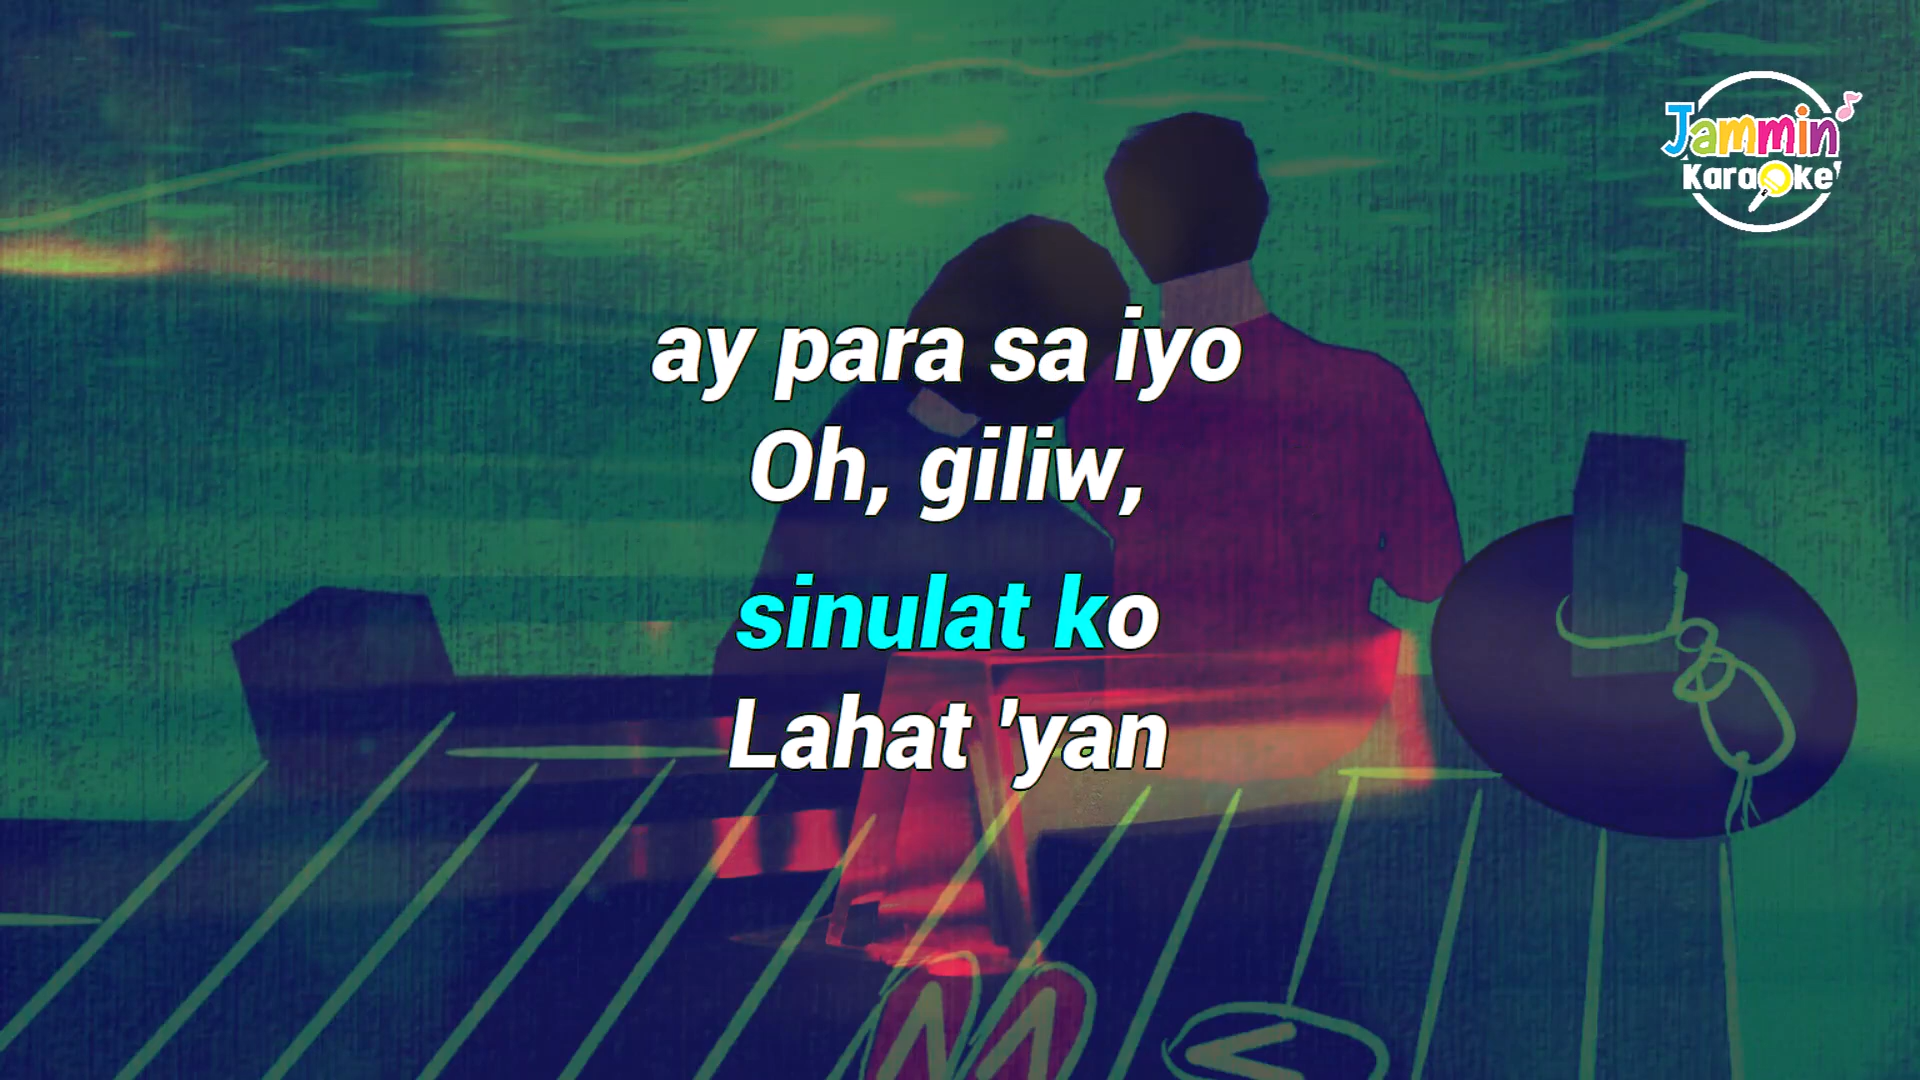 Jammin'
Karaoke
ay para sa iyo
Oh, giliw,
sinulat ko
Lahat 'yan